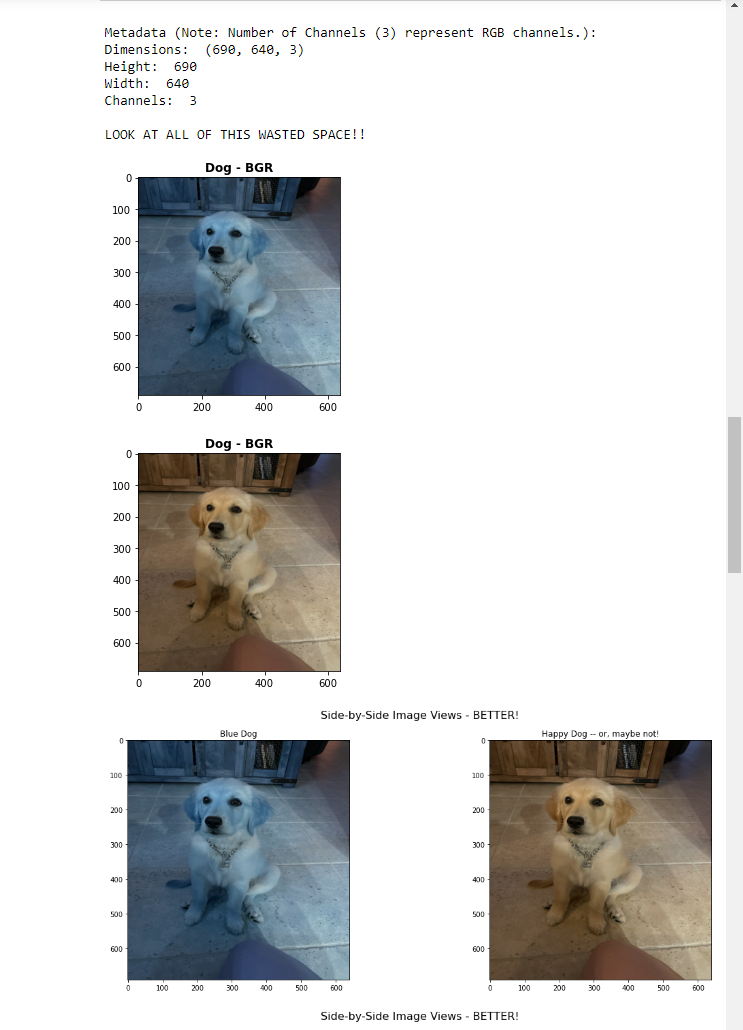 Metadata (Note: Number of Channels (3) represent RGB channels.):
Dimensions:  (690, 640, 3)
Height:  690
Width:  640
Channels:  3
LOOK AT ALL OF THIS WASTED SPACE!!
Dog - BGR
0
100
200
300
400
500
600
0 200 400 600
Dog - BGR
0
100
200
300
400
500
600
0 200 400 600
Side-by-Side Image Views - BETTER!
Blue Dog
0
100
200
300
400
500
600
0 100 200 300 400 500 600
Happy Dog -- or, maybe not!
0
100
200
300
400
500
600
0 100 200 300 400 500 600
Side-by-Side Image Views - BETTER!